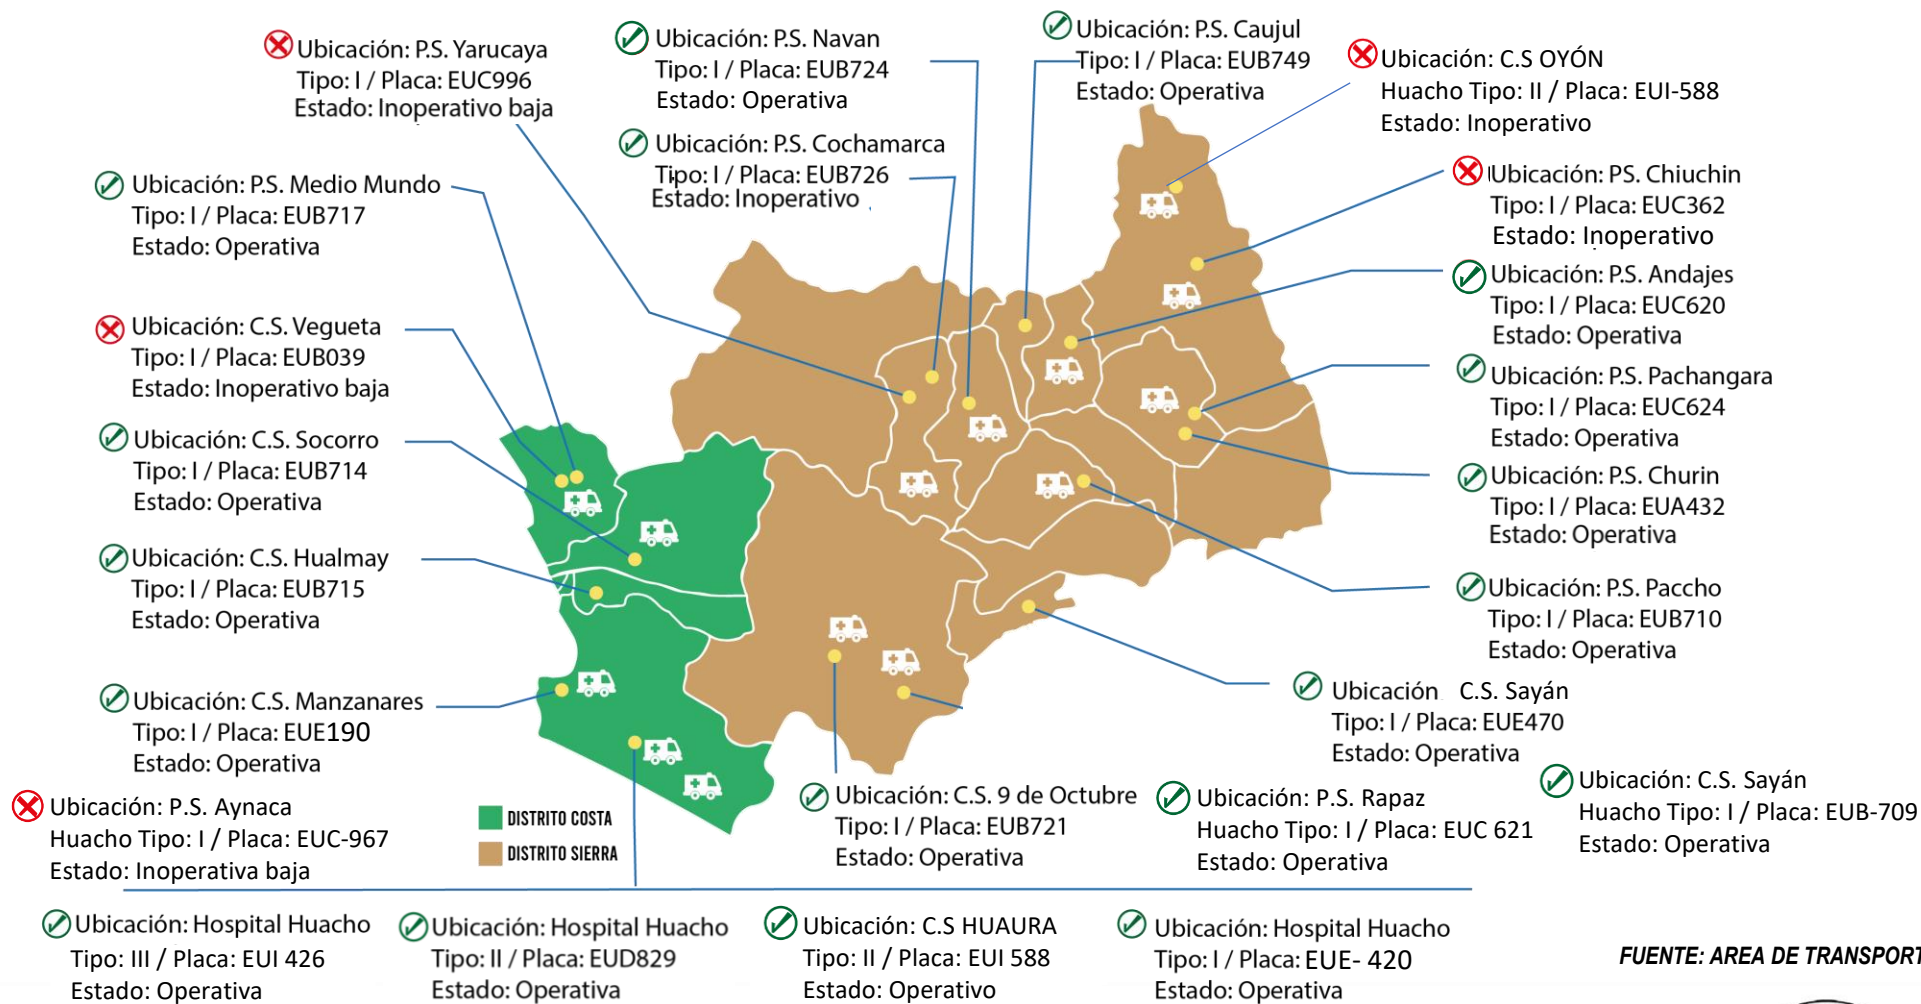 Ubicación: P.S. Yarucaya
Tipo: I / Placa: EUC996
Estado: Inoperativo baja
Ubicación: P.S. Navan
Tipo: I / Placa: EUB724
Estado: Operativa
Ubicación: P.S. Caujul
Tipo: I / Placa: EUB749
Estado: Operativa
Ubicación: C.S OYÓN
Huacho Tipo: II / Placa: EUI-588
Estado: Inoperativo
Ubicación: P.S. Cochamarca
Tipo: I / Placa: EUB726
Estado: Inoperativo
Ubicación: P.S. Medio Mundo
Tipo: I / Placa: EUB717
Estado: Operativa
Ubicación: PS. Chiuchin
Tipo: I / Placa: EUC362
Estado: Inoperativo
Ubicación: P.S. Andajes
Tipo: I / Placa: EUC620
Estado: Operativa
Ubicación: C.S. Vegueta
Tipo: I / Placa: EUB039
Estado: Inoperativo baja
Ubicación: P.S. Pachangara
Tipo: I / Placa: EUC624
Estado: Operativa
Ubicación: C.S. Socorro
Tipo: I / Placa: EUB714
Estado: Operativa
Ubicación: P.S. Churin
Tipo: I / Placa: EUA432
Estado: Operativa
Ubicación: C.S. Hualmay
Tipo: I / Placa: EUB715
Estado: Operativa
Ubicación: P.S. Paccho
Tipo: I / Placa: EUB710
Estado: Operativa
Ubicación: C.S. Manzanares
Tipo: I / Placa: EUE190
Estado: Operativa
Ubicación C.S. Sayán
Tipo: I / Placa: EUE470
Estado: Operativa
Ubicación: P.S. Aynaca
Huacho Tipo: I / Placa: EUC-967
Estado: Inoperativa baja
DISTRITO COSTA
DISTRITO SIERRA
Ubicación: C.S. 9 de Octubre
Tipo: I / Placa: EUB721
Estado: Operativa
Ubicación: P.S. Rapaz
Huacho Tipo: I / Placa: EUC 621
Estado: Operativa
Ubicación: C.S. Sayán
Huacho Tipo: I / Placa: EUB-709
Estado: Operativa
Ubicación: Hospital Huacho
Tipo: III / Placa: EUI 426
Estado: Operativa
Ubicación: Hospital Huacho
Tipo: II / Placa: EUD829
Estado: Operativa
Ubicación: C.S HUAURA
Tipo: II / Placa: EUI 588
Estado: Operativo
Ubicación: Hospital Huacho
Tipo: I / Placa: EUE- 420
Estado: Operativa
FUENTE: AREA DE TRANSPORT